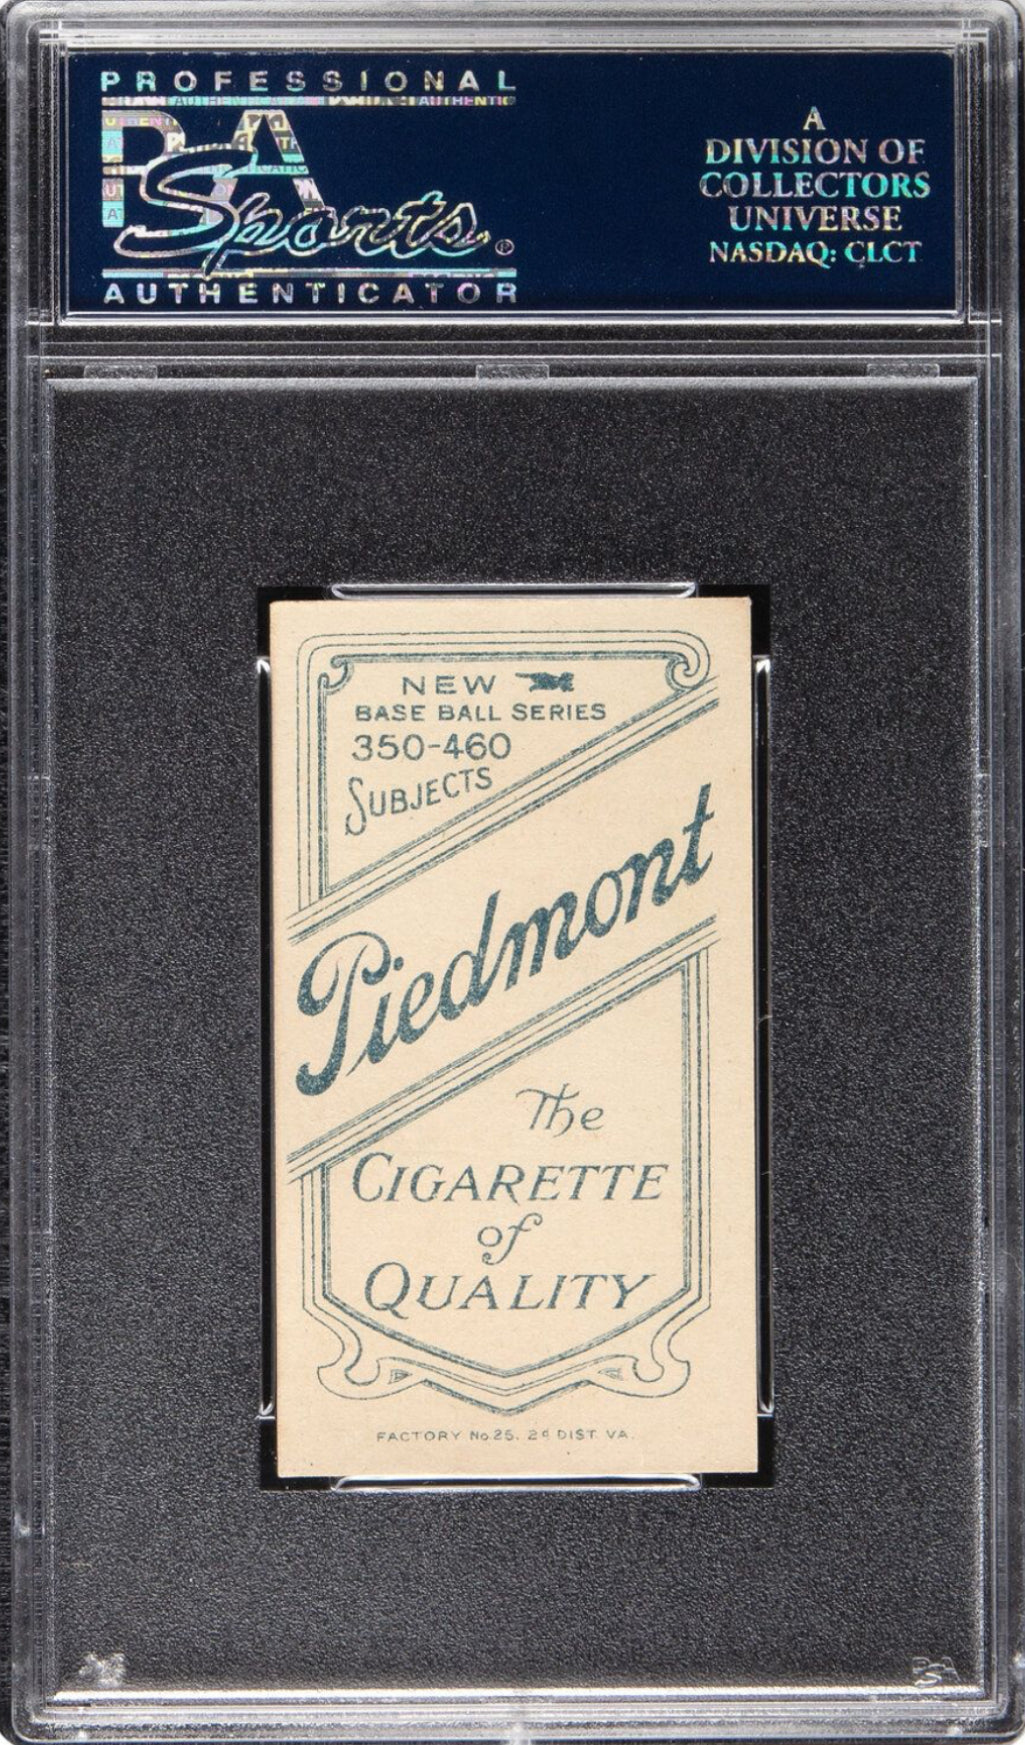 PROFESSIONAL
PSA
Sports®
AUTHENTICATOR
A
DIVISION OF
COLLECTORS
UNIVERSE
NASDAQ: CLCT
NEW
BASE BALL SERIES
350-460
SUBJECTS
Piedmont
The
CIGARETTE
of
QUALITY
FACTORY No 25. 2d DIST. VA.
PSA